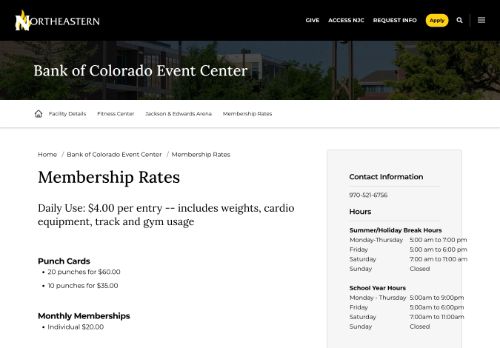 NORTHEASTERN
GIVE ACCESS NJC REQUEST INFO Apply
Bank of Colorado Event Center
Facility Details Fitness Center Jackson & Edwards Arena Membership Rates
Home / Bank of Colorado Event Center / Membership Rates
Membership Rates
Daily Use: $4.00 per entry -- includes weights, cardio
equipment, track and gym usage
Punch Cards
• 20 punches for $60.00
• 10 punches for $35.00
Monthly Memberships
• Individual $20.00
Contact Information
970-521-6756
Hours
Summer/Holiday Break Hours
Monday-Thursday 5:00 am to 7:00 pm
Friday 5:00 am to 6:00 pm
Saturday 7:00 am to 11:00 am
Sunday Closed
School Year Hours
Monday - Thursday 5:00am to 9:00pm
Friday 5:00am to 6:00pm
Saturday 7:00am to 11:00am
Sunday Closed